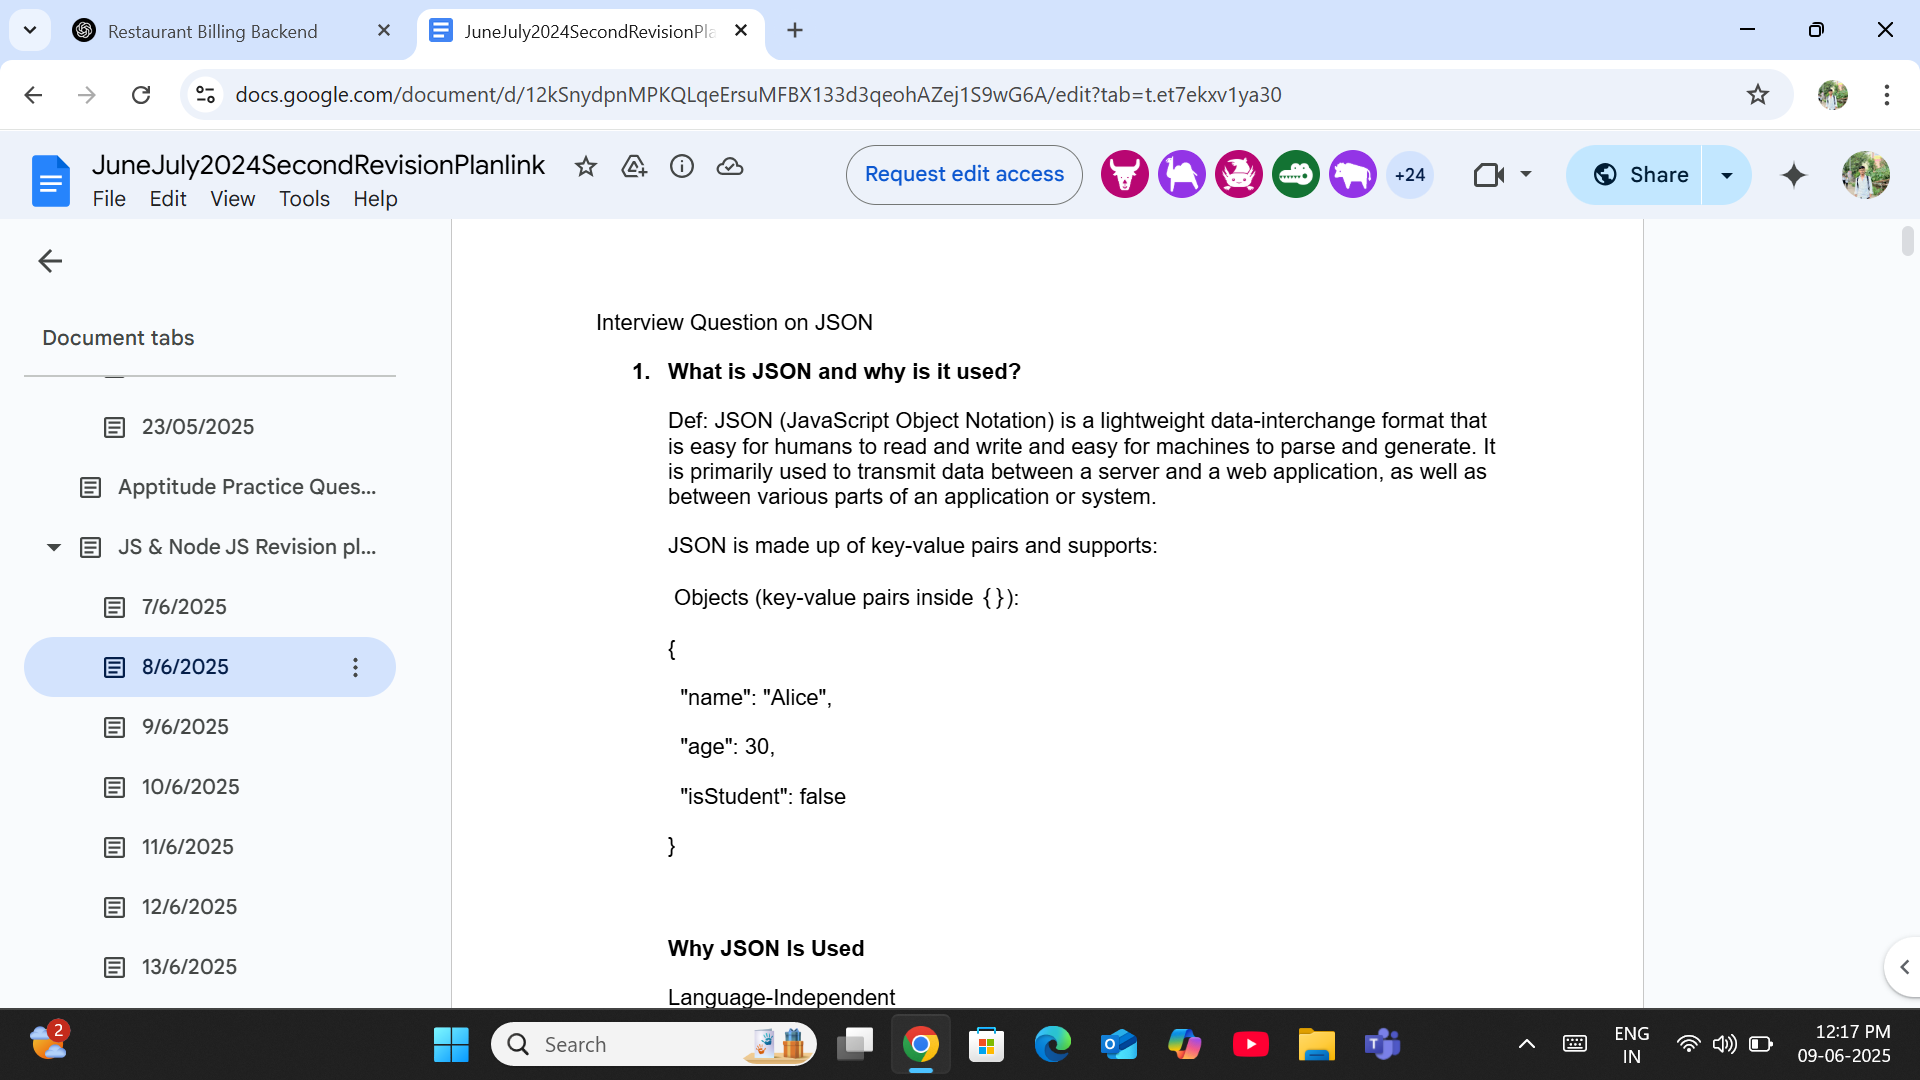 Restaurant Billing Backend
JuneJuly2024SecondRevisionPla
docs.google.com/document/d/12kSnydpnMPKQLqeErsuMFBX133d3qeohAZej1S9wG6A/edit?tab=t.et7ekxv1ya30
JuneJuly2024SecondRevisionPlanlink
File Edit View Tools Help
Request edit access
+24
Share
Document tabs
23/05/2025
Apptitude Practice Ques...
JS & Node JS Revision pl...
7/6/2025
8/6/2025
9/6/2025
10/6/2025
11/6/2025
12/6/2025
13/6/2025
Interview Question on JSON
1. What is JSON and why is it used?
Def: JSON (JavaScript Object Notation) is a lightweight data-interchange format that
is easy for humans to read and write and easy for machines to parse and generate. It
is primarily used to transmit data between a server and a web application, as well as
between various parts of an application or system.
JSON is made up of key-value pairs and supports:
Objects (key-value pairs inside {}):
{
"name": "Alice",
"age": 30,
"isStudent": false
}
Why JSON Is Used
Language-Independent
2
Search
ENG
IN
12:17 PM
09-06-2025